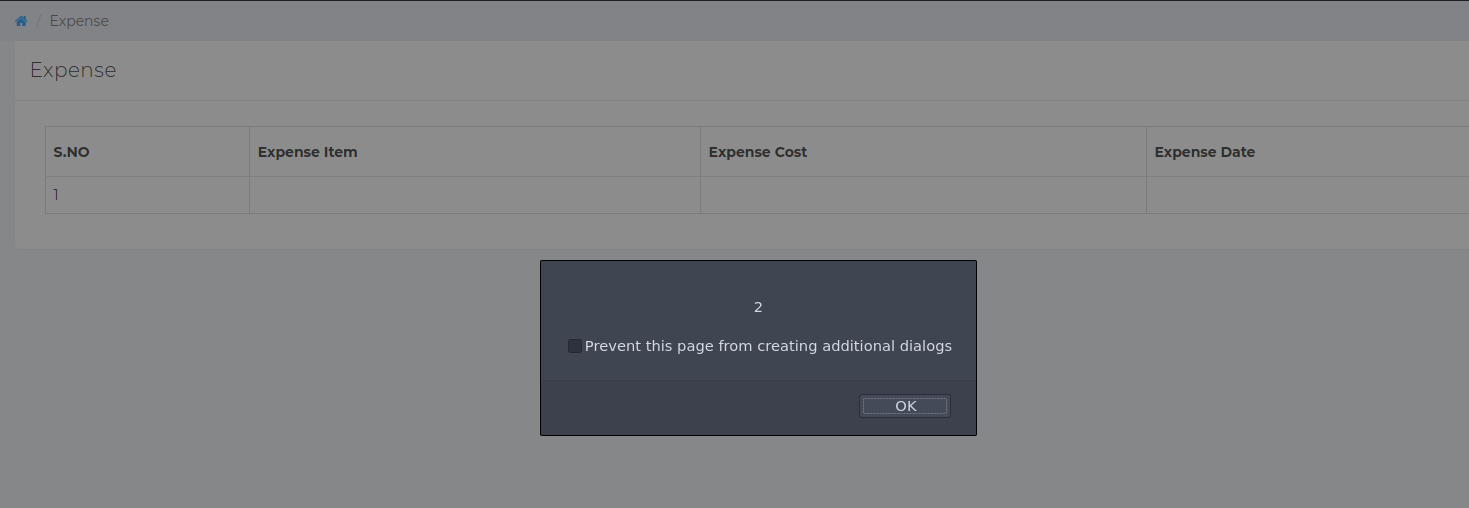 / Expense
Expense
S.NO Expense Item Expense Cost Expense Date
1
2
Prevent this page from creating additional dialogs
OK